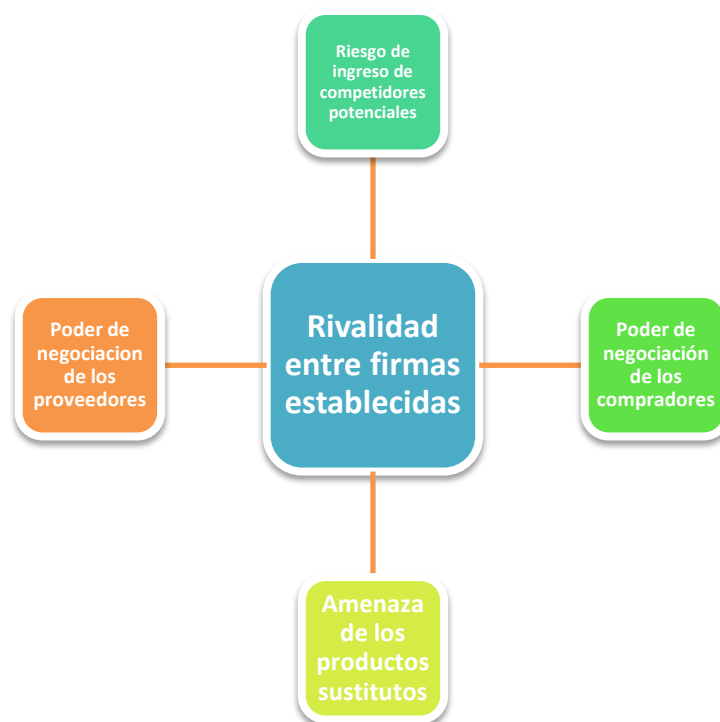 Riesgo de
ingreso de
competidores
potenciales
Poder de
negociacion
de los
proveedores
Rivalidad
entre firmas
establecidas
Poder de
negociación
de los
compradores
Amenaza
de los
productos
sustitutos